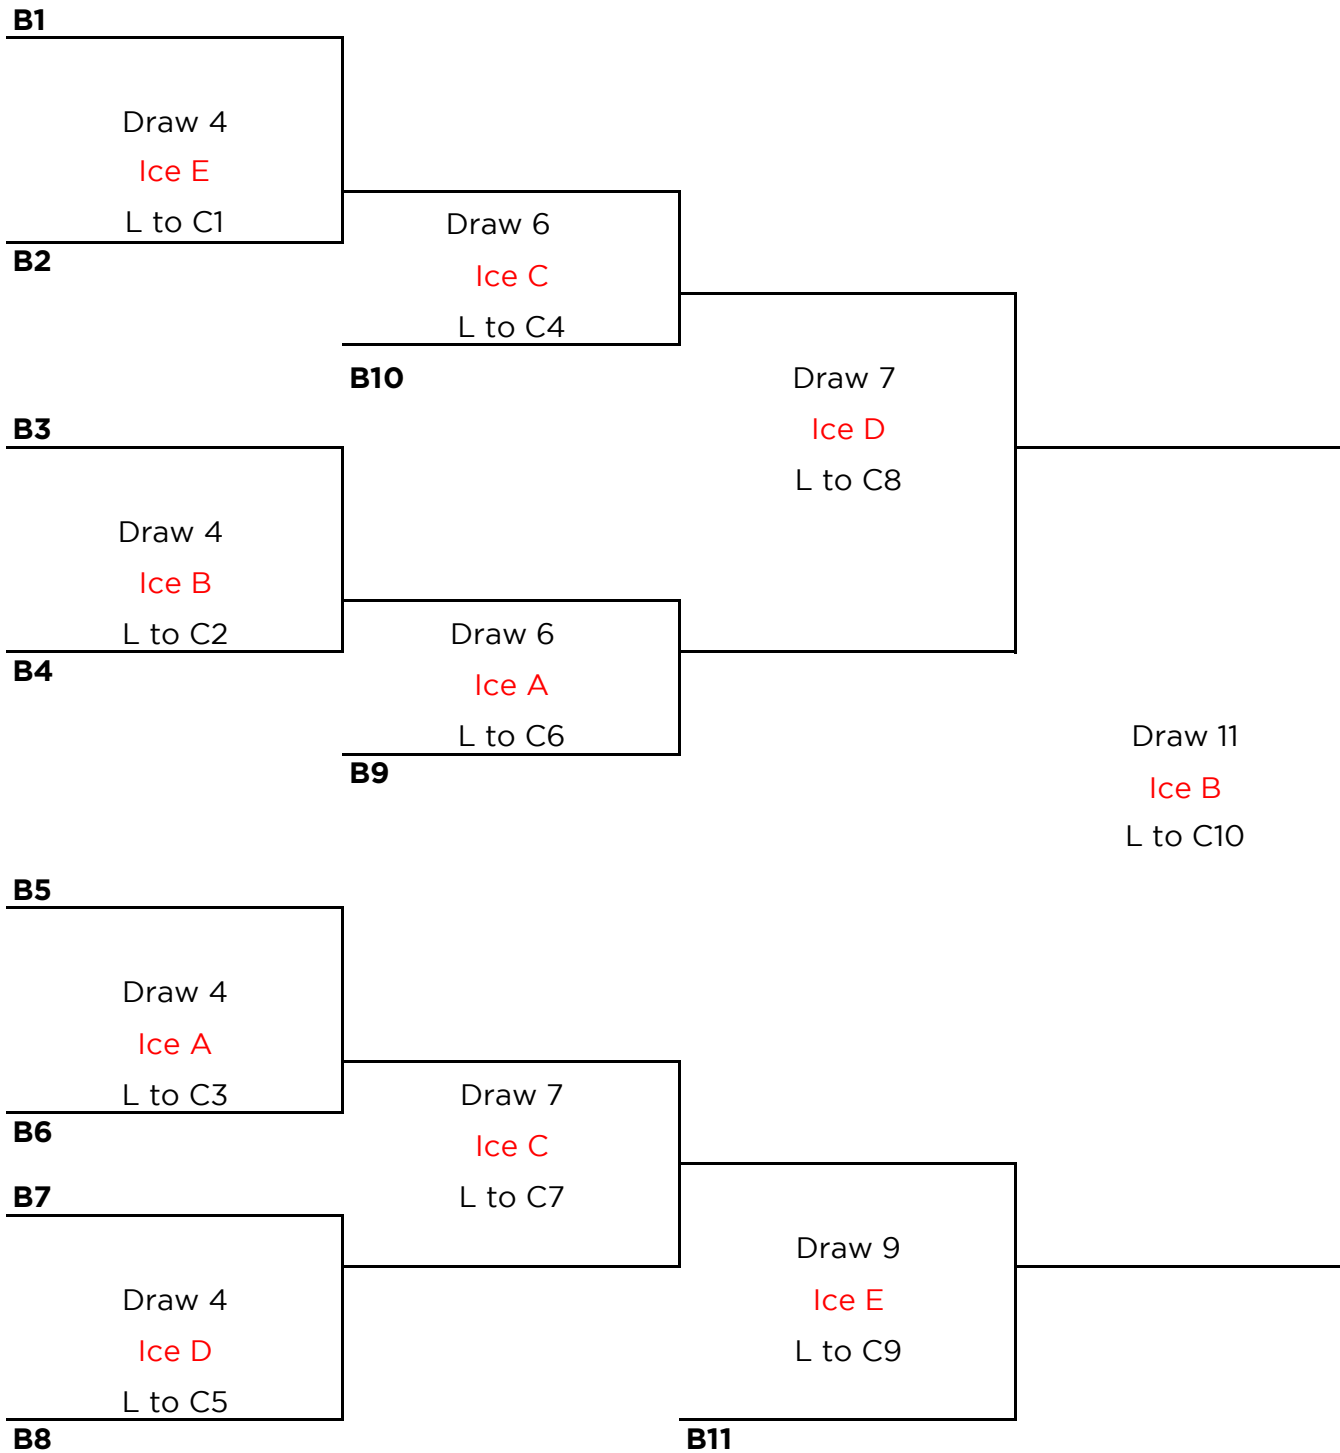 B1
Draw 4
Ice E
L to C1
B2
Draw 6
Ice C
L to C4
B10
B3
Draw 4
Ice B
L to C2
B4
Draw 6
Ice A
L to C6
B9
Draw 7
Ice D
L to C8
Draw 11
Ice B
L to C10
B5
Draw 4
Ice A
L to C3
B6
Draw 7
Ice C
L to C7
B7
Draw 4
Ice D
L to C5
B8
Draw 9
Ice E
L to C9
B11